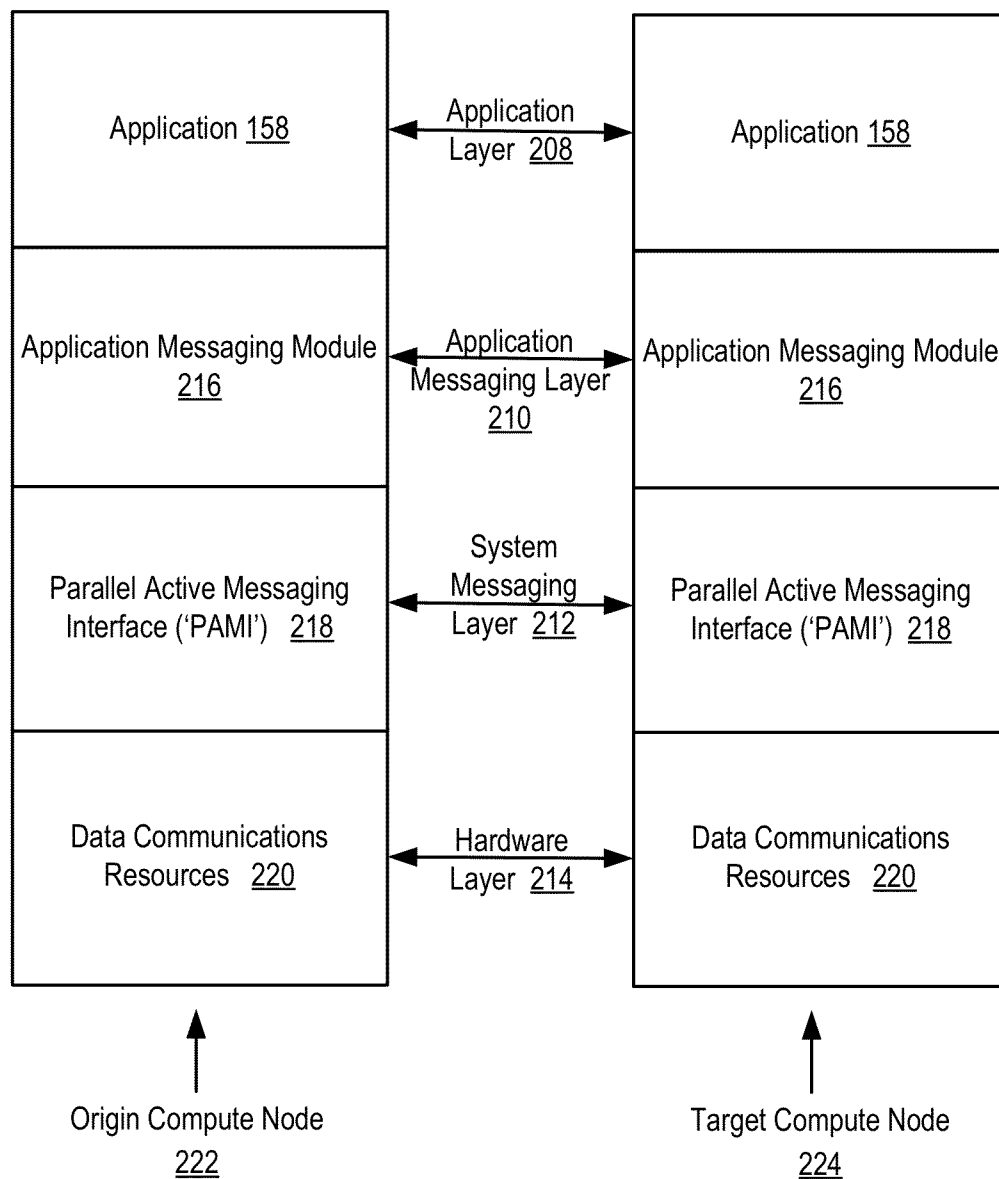 Application 158
Application
Layer 208
Application 158
Application Messaging Module
216
Application
Messaging Layer
210
Application Messaging Module
216
Parallel Active Messaging
Interface (‘PAMI’) 218
System
Messaging
Layer 212
Parallel Active Messaging
Interface (‘PAMI’) 218
Data Communications
Resources 220
Hardware
Layer 214
Data Communications
Resources 220
Origin Compute Node
222
Target Compute Node
224